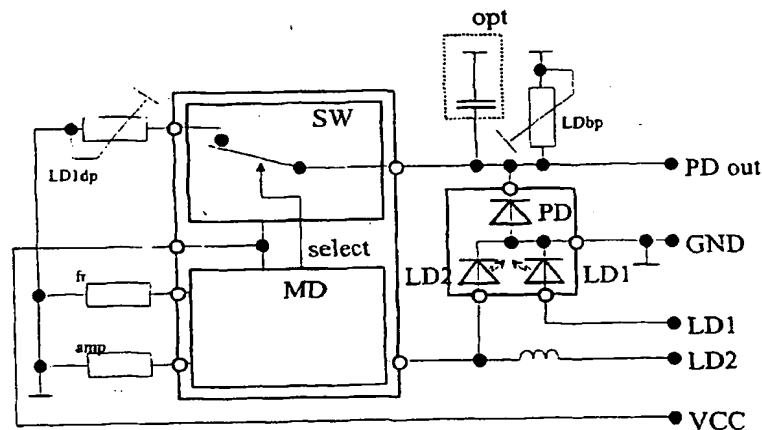 opt
SW
LDbp
LD1dp
PD out
PD
select
GND
fr
MD
LD2
LD1
LD1
amp
LD2
VCC